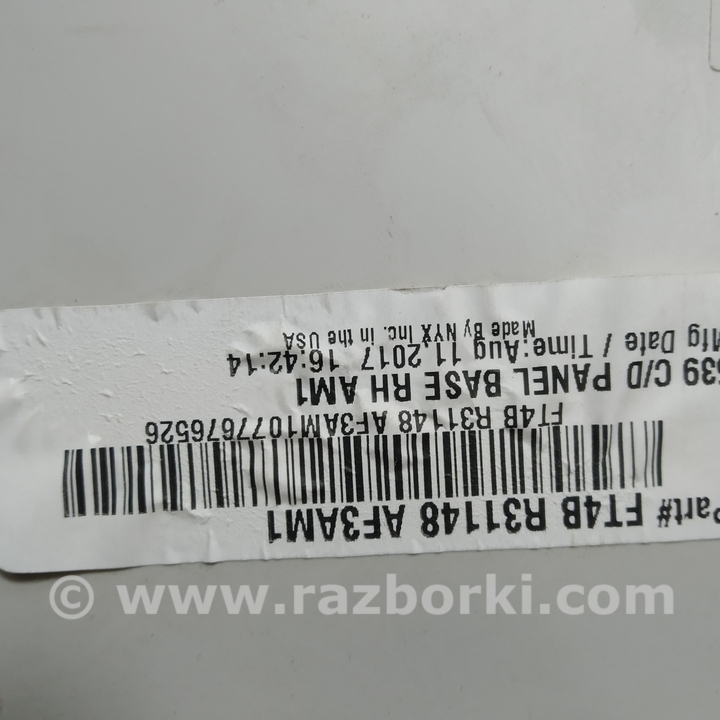 Part# FT4B R31148 AF3AM1
FT4B R31148 AF3AM1077676526
539 C/D PANEL BASE RH AM1
Mfg Date / Time:Aug 11,2017 16:42:14
Made By NYX Inc. in the USA
© www.razborki.com